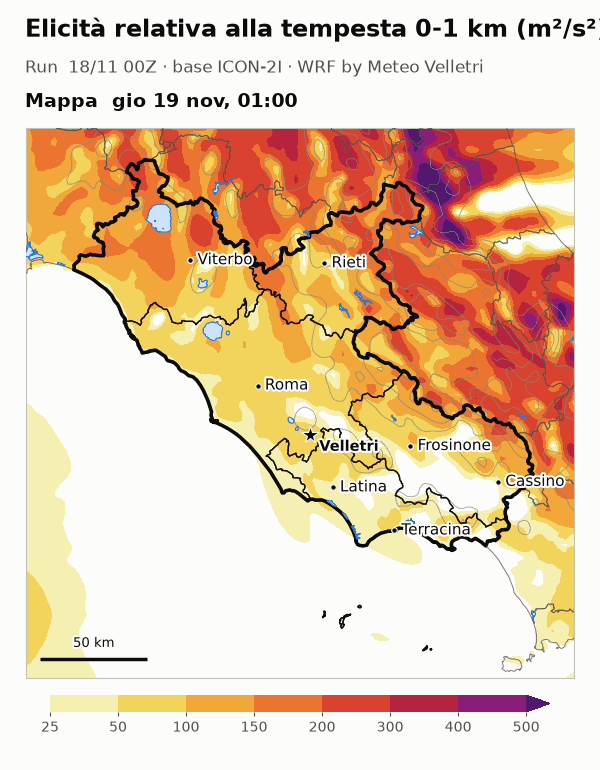 Elicità relativa alla tempesta 0-1 km (m²/s²)
Run 18/11 00Z · base ICON-2I · WRF by Meteo Velletri
Mappa gio 19 nov, 01:00
Viterbo
Rieti
Roma
Velletri
Frosinone
Latina
Cassino
Terracina
50 km
25 50 100 150 200 300 400 500